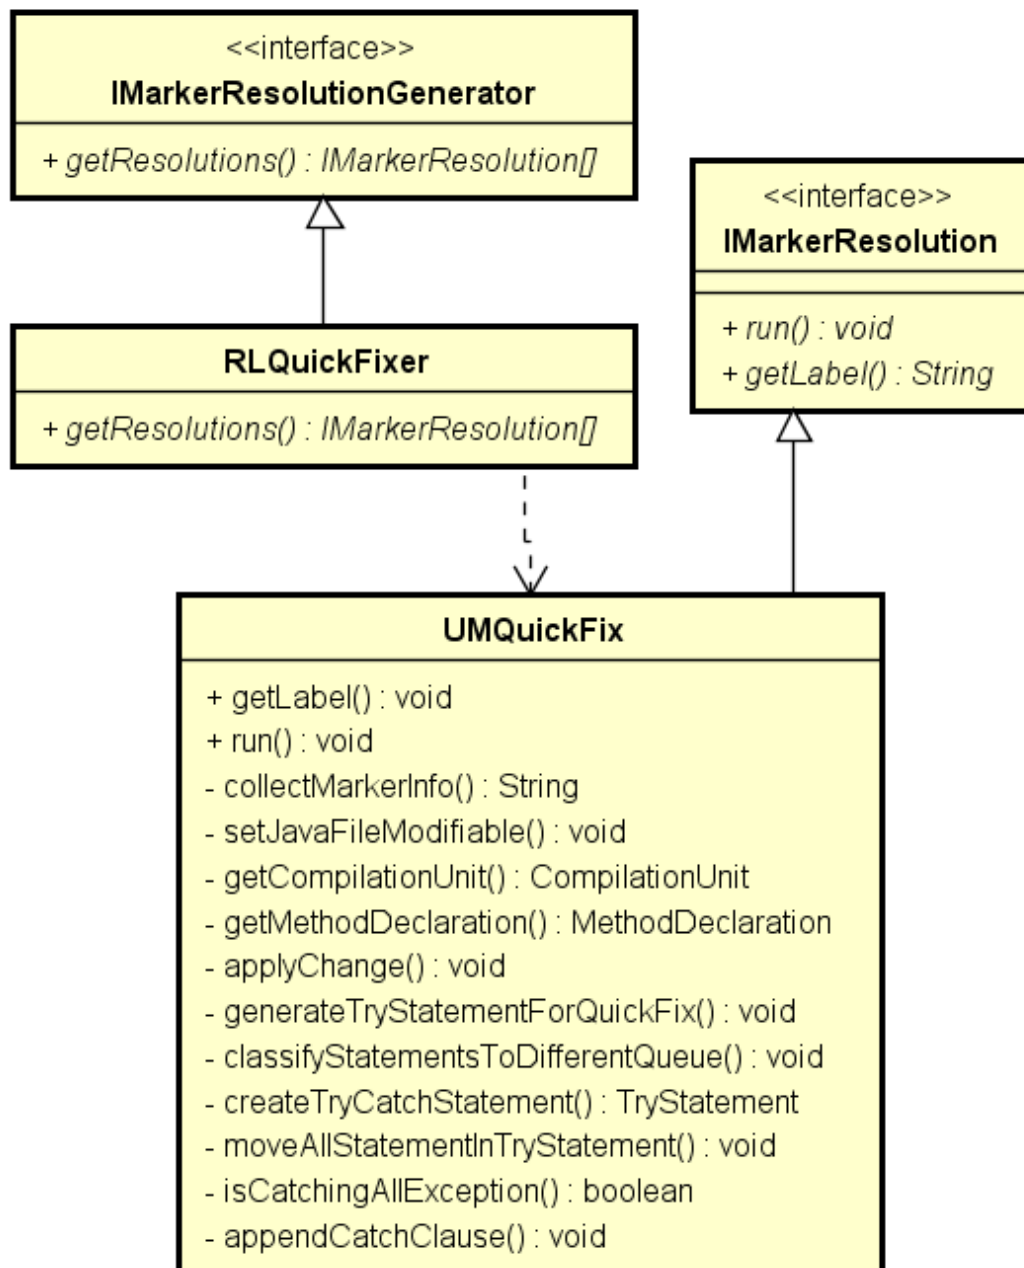 <<interface>>
IMarkerResolutionGenerator
+ getResolutions() : IMarkerResolution[]
<<interface>>
IMarkerResolution
+ run() : void
+ getLabel() : String
RLQuickFixer
+ getResolutions() : IMarkerResolution[]
UMQuickFix
+ getLabel() : void
+ run() : void
- collectMarkerInfo() : String
- setJavaFileModifiable() : void
- getCompilationUnit() : CompilationUnit
- getMethodDeclaration() : MethodDeclaration
- applyChange() : void
- generateTryStatementForQuickFix() : void
- classifyStatementsToDifferentQueue() : void
- createTryCatchStatement() : TryStatement
- moveAllStatementInTryStatement() : void
- isCatchingAllException() : boolean
- appendCatchClause() : void